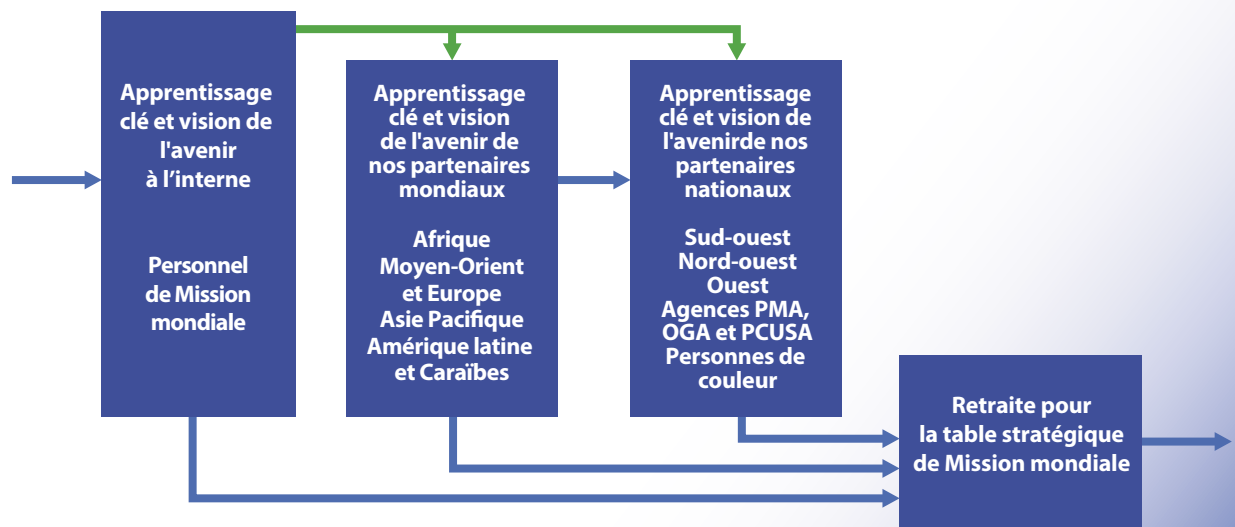 Apprentissage
clé et vision de
l'avenir
à l’interne
Personnel
de Mission
mondiale
Apprentissage
clé et vision
de l'avenir de
nos partenaires
mondiaux
Afrique
Moyen-Orient
et Europe
Asie Pacifique
Amérique latine
et Caraïbes
Apprentissage
clé et vision de
l'avenirde nos
partenaires
nationaux
Sud-ouest
Nord-ouest
Ouest
Agences PMA,
OGA et PCUSA
Personnes de
couleur
Retraite pour
la table stratégique
de Mission mondiale